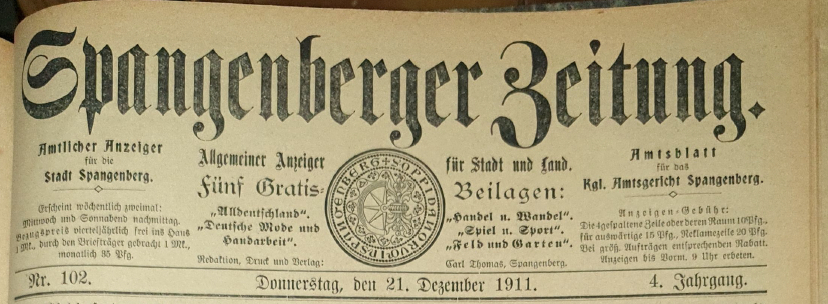 Spangenberger Zeitung.
Amtlicher Anzeiger
für die
Stadt Spangenberg.
Erscheint wöchentlich zweimal:
Mittwoch und Sonnabend nachmittag.
Bezugspreis vierteljährlich frei ins Haus
1 Mk., durch den Briefträger gebracht 1 Mk.,
monatlich 35 Pfg.
Allgemeiner Anzeiger
Fünf Gratis-
„Alldeutschland“.
„Deutsche Mode und
Handarbeit“.
Redaktion, Druck und Verlag:
für Stadt und Land.
Beilagen:
„Handel u. Wandel“.
„Spiel u. Sport“.
„Feld und Garten“.
Carl Thomas, Spangenberg.
Amtsblatt
für das
Kgl. Amtsgericht Spangenberg.
Anzeigen-Gebühr:
Die 4gespaltene Zeile oder deren Raum 10 Pfg.,
für auswärtige 15 Pfg., Reklamezeile 20 Pfg.
Bei größ. Aufträgen entsprechenden Rabatt.
Anzeigen bis Vorm. 9 Uhr erbeten.
Nr. 102.
Donnerstag, den 21. Dezember 1911.
4. Jahrgang.